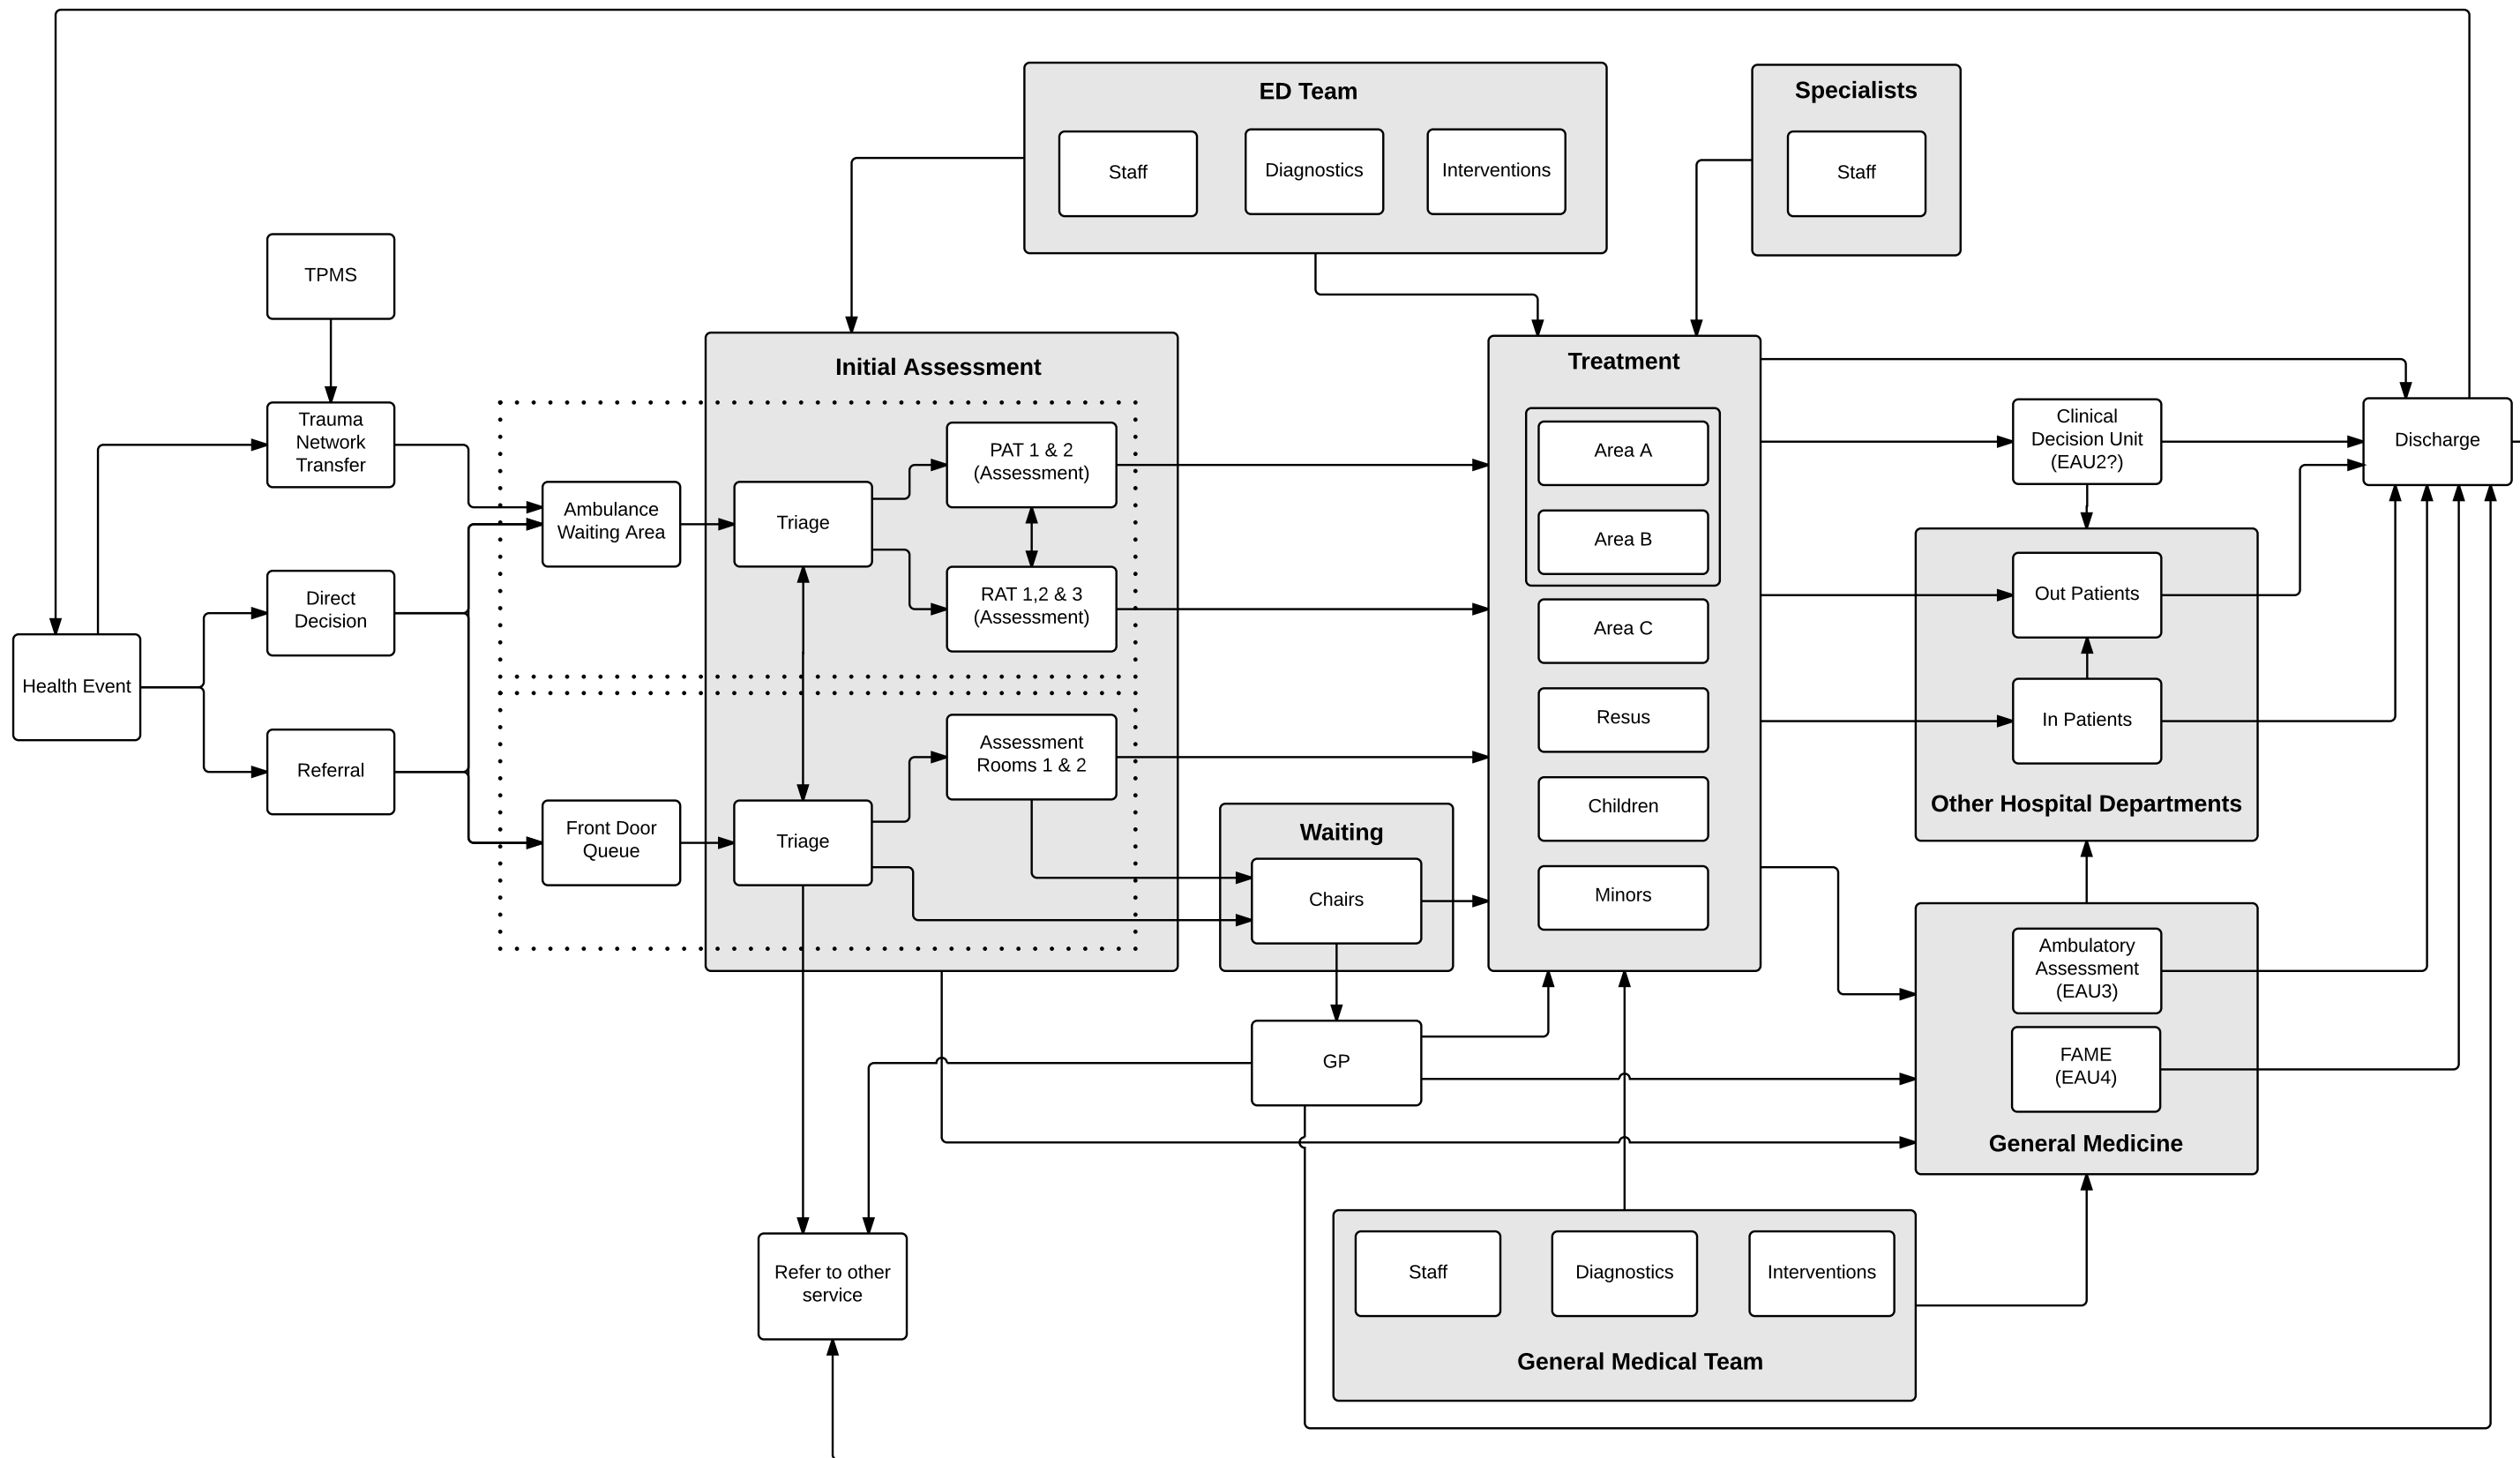 ED Team
Staff
Diagnostics
Interventions
Specialists
Staff
TPMS
Trauma
Network
Transfer
Direct
Decision
Health Event
Referral
Initial Assessment
Ambulance
Waiting Area
Triage
PAT 1 & 2
(Assessment)
RAT 1,2 & 3
(Assessment)
Front Door
Queue
Triage
Assessment
Rooms 1 & 2
Waiting
Chairs
GP
Treatment
Area A
Area B
Area C
Resus
Children
Minors
Clinical
Decision Unit
(EAU2?)
Discharge
Out Patients
In Patients
Other Hospital Departments
Ambulatory
Assessment
(EAU3)
FAME
(EAU4)
General Medicine
Refer to other
service
Staff
Diagnostics
Interventions
General Medical Team